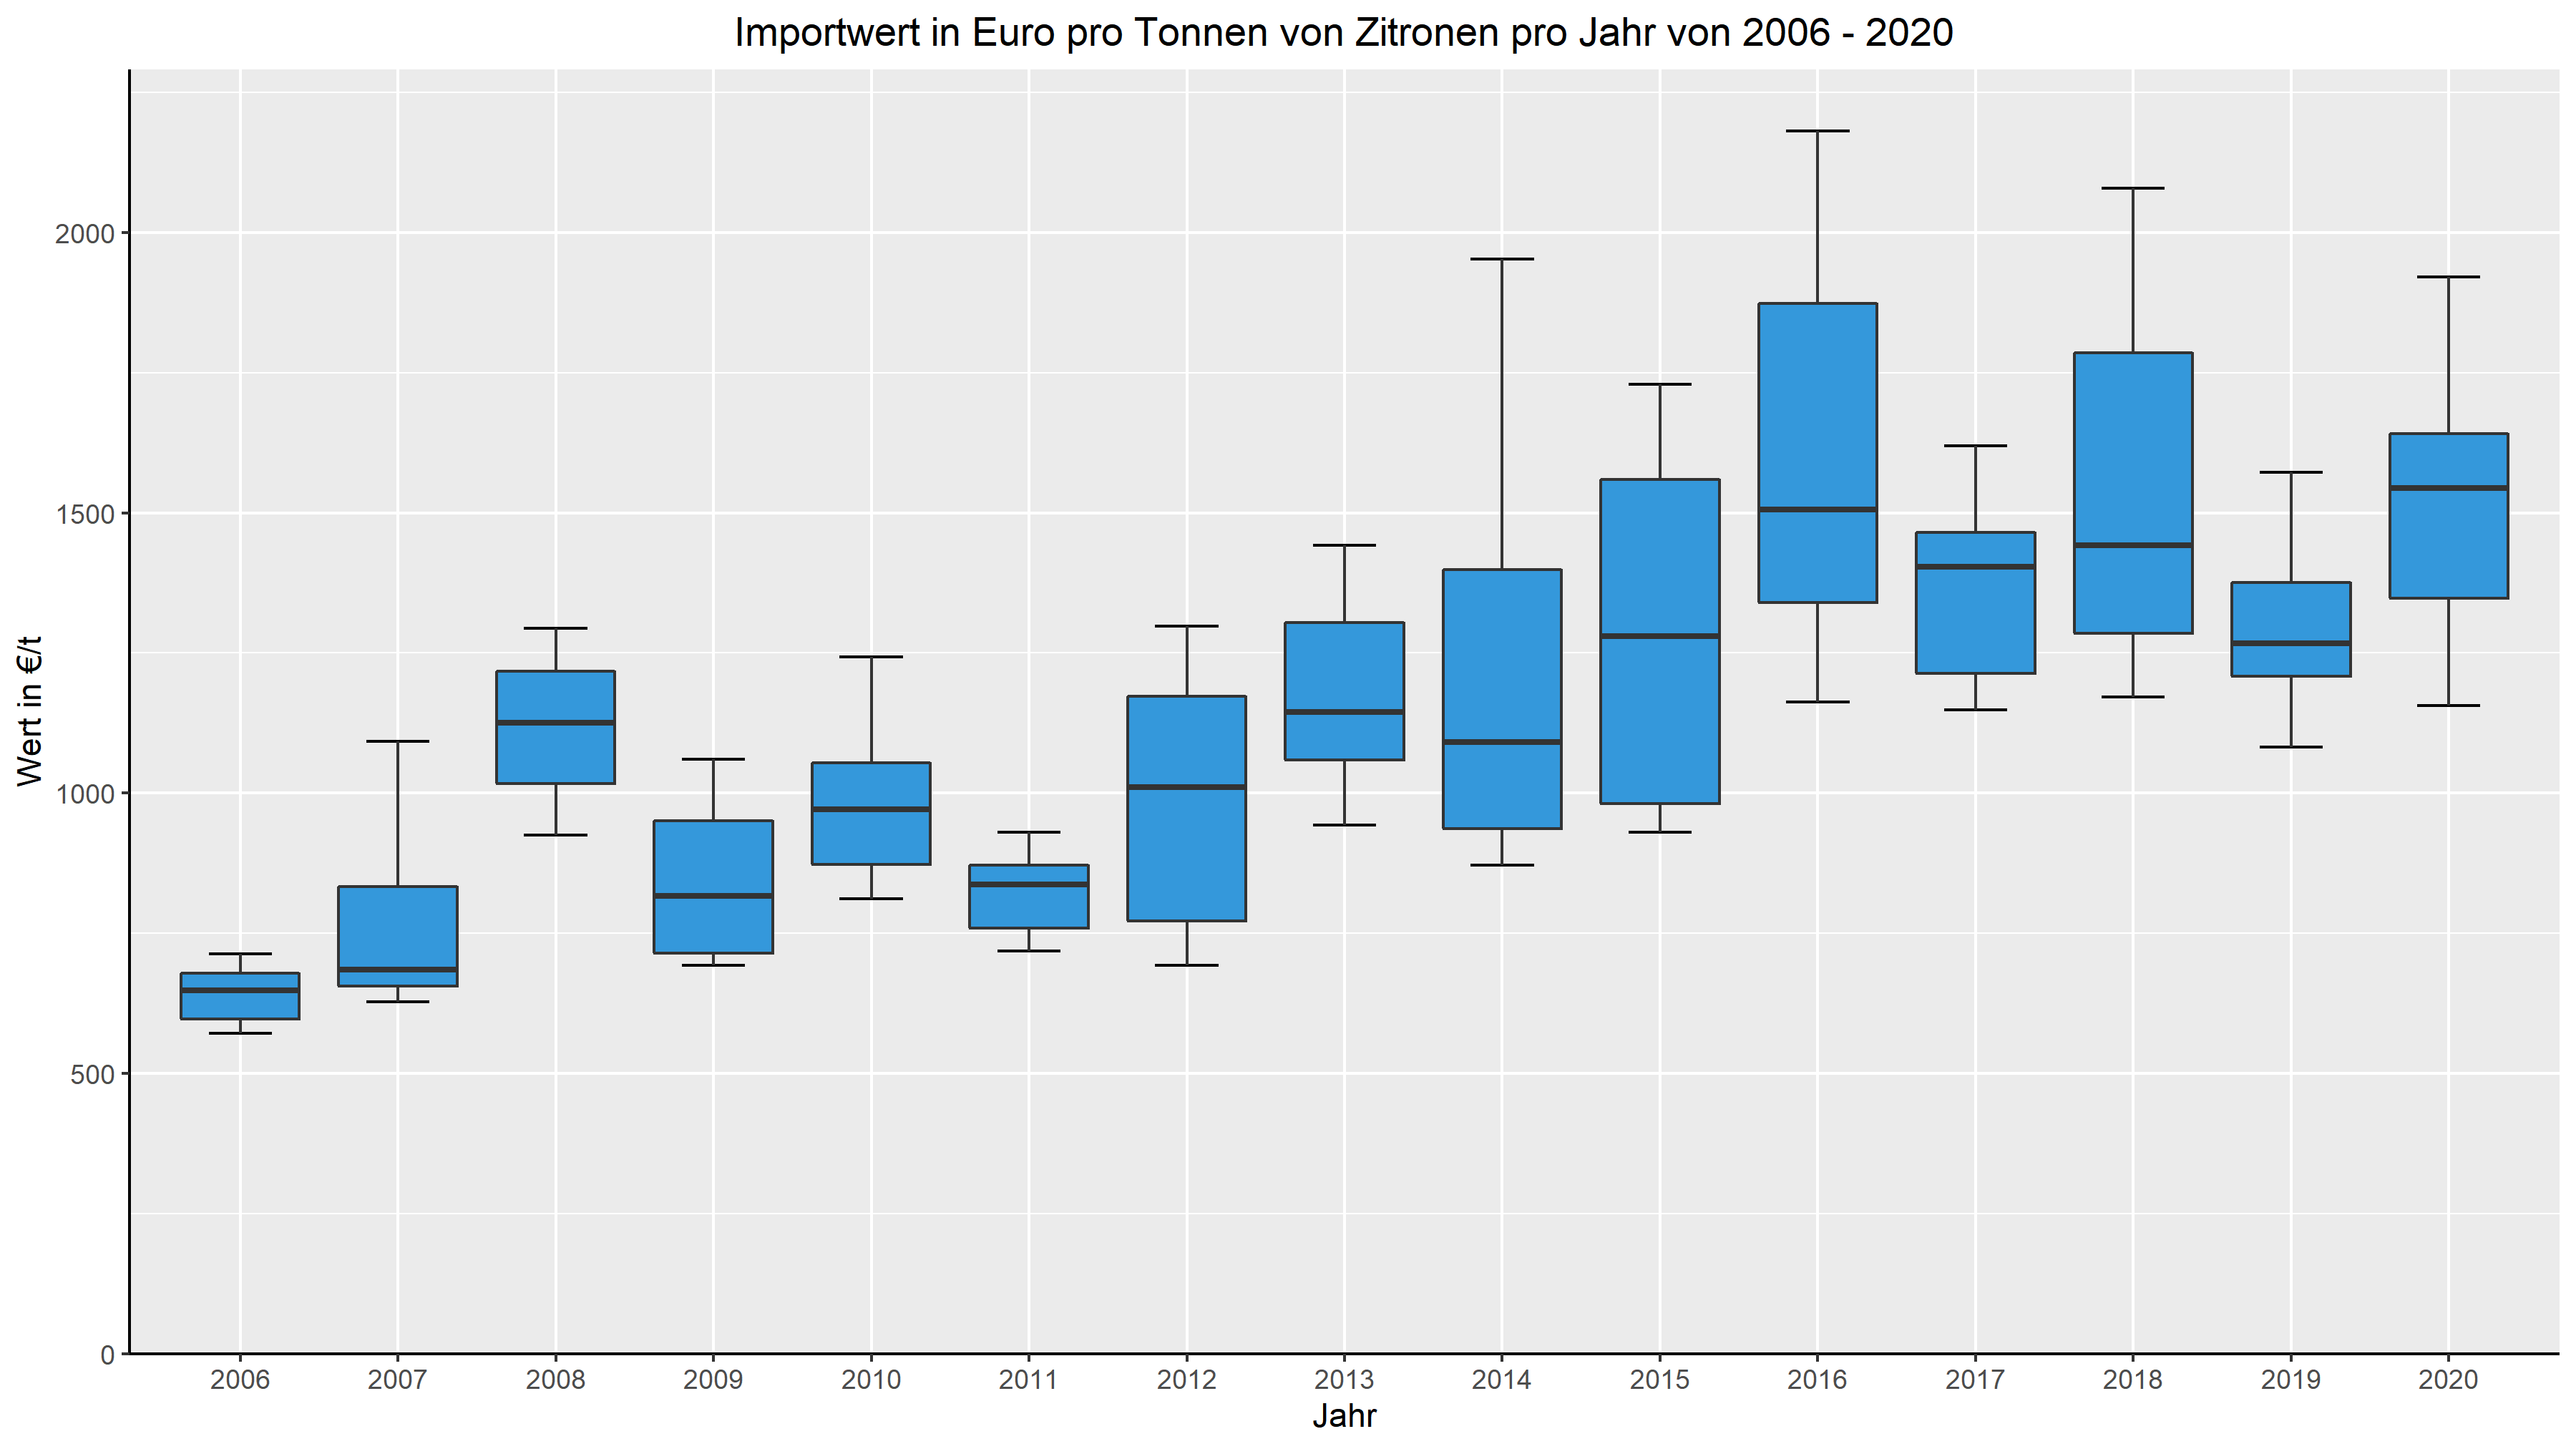 Importwert in Euro pro Tonnen von Zitronen pro Jahr von 2006 - 2020
Wert in €/t
2000
1500
1000
500
0
2006 2007 2008 2009 2010 2011 2012 2013 2014 2015 2016 2017 2018 2019 2020
Jahr